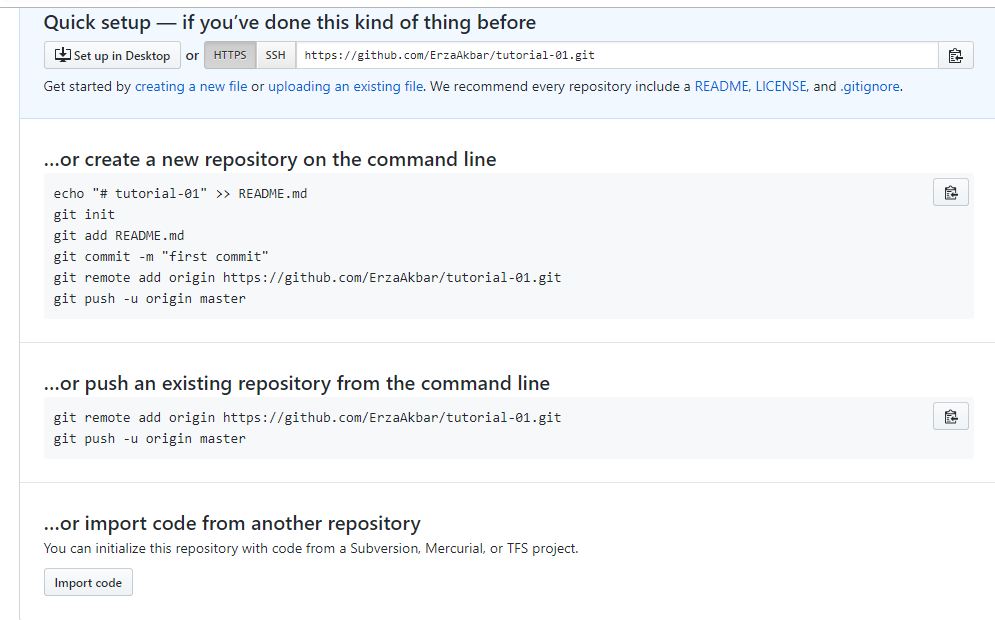 Quick setup — if you’ve done this kind of thing before
Set up in Desktop or HTTPS SSH https://github.com/ErzaAkbar/tutorial-01.git
Get started by creating a new file or uploading an existing file. We recommend every repository include a README, LICENSE, and .gitignore.
…or create a new repository on the command line
echo "# tutorial-01" >> README.md
git init
git add README.md
git commit -m "first commit"
git remote add origin https://github.com/ErzaAkbar/tutorial-01.git
git push -u origin master
…or push an existing repository from the command line
git remote add origin https://github.com/ErzaAkbar/tutorial-01.git
git push -u origin master
…or import code from another repository
You can initialize this repository with code from a Subversion, Mercurial, or TFS project.
Import code